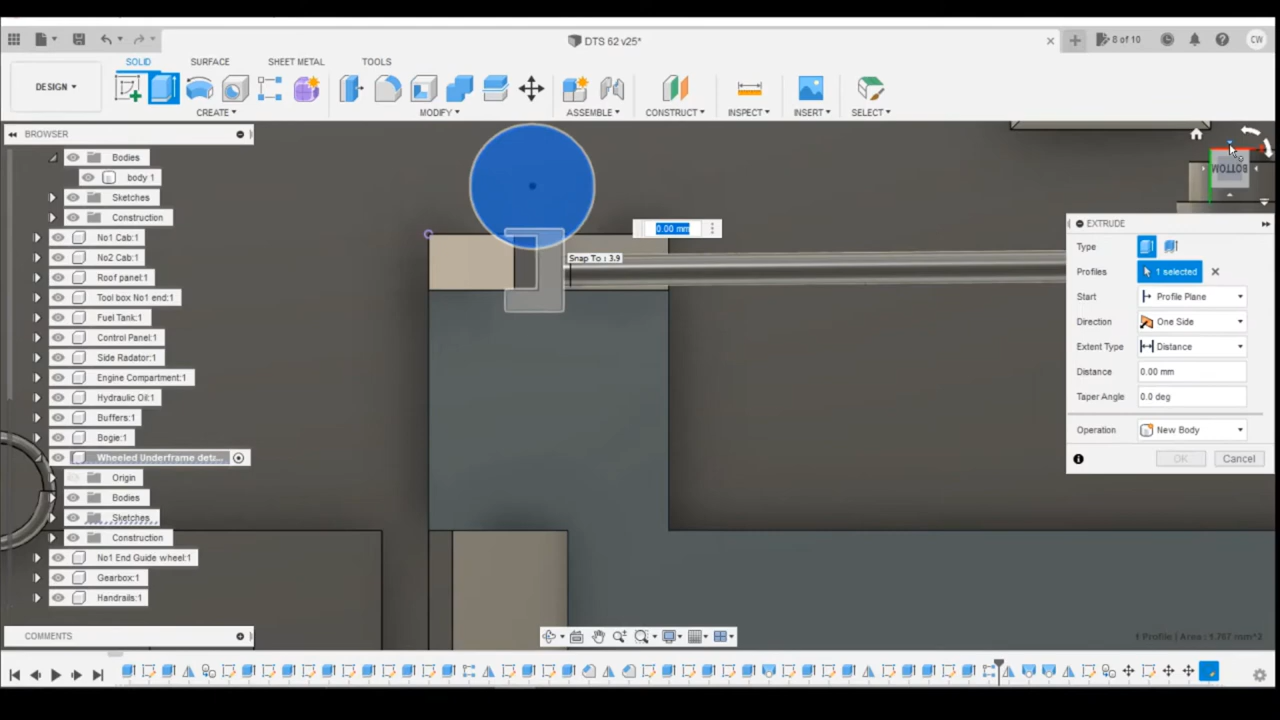 DTS 62 v25*
8 of 10
CW
DESIGN
SOLID
SURFACE
SHEET METAL
TOOLS
CREATE
MODIFY
ASSEMBLE
CONSTRUCT
INSPECT
INSERT
SELECT
BROWSER
Bodies
body 1
Sketches
Construction
No1 Cab:1
No2 Cab:1
Roof panel:1
Tool box No1 end:1
Fuel Tank:1
Control Panel:1
Side Radator:1
Engine Compartment:1
Hydraulic Oil:1
Buffers:1
Bogie:1
Wheeled Underframe deta...
Origin
Bodies
Sketches
Construction
No1 End Guide wheel:1
Gearbox:1
Handrails:1
COMMENTS
0.00 mm
Snap To : 3.9
BOTTOM
EXTRUDE
Type
Profiles 1 selected
Start Profile Plane
Direction One Side
Extent Type Distance
Distance 0.00 mm
Taper Angle 0.0 deg
Operation New Body
OK Cancel
1 Profile | Area : 1.767 mm^2